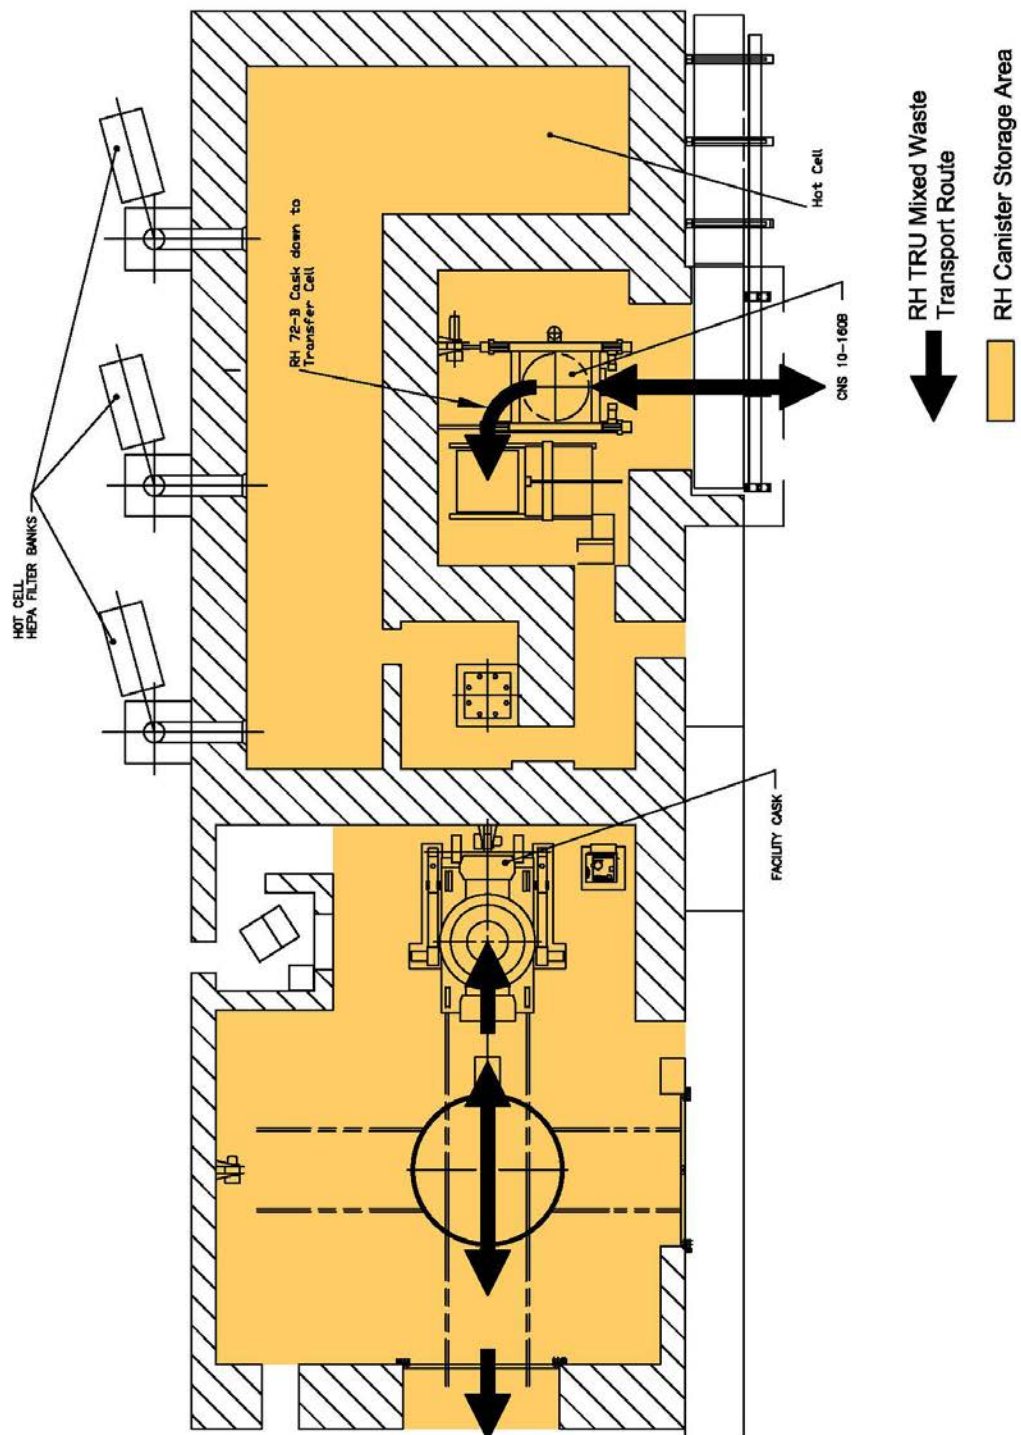 HOT CELL
HEPA FILTER BANKS
RH 72-B Cask down to
Transfer Cell
Hot Cell
CNS 10-160B
FACILITY CASK
RH TRU Mixed Waste
Transport Route
RH Canister Storage Area